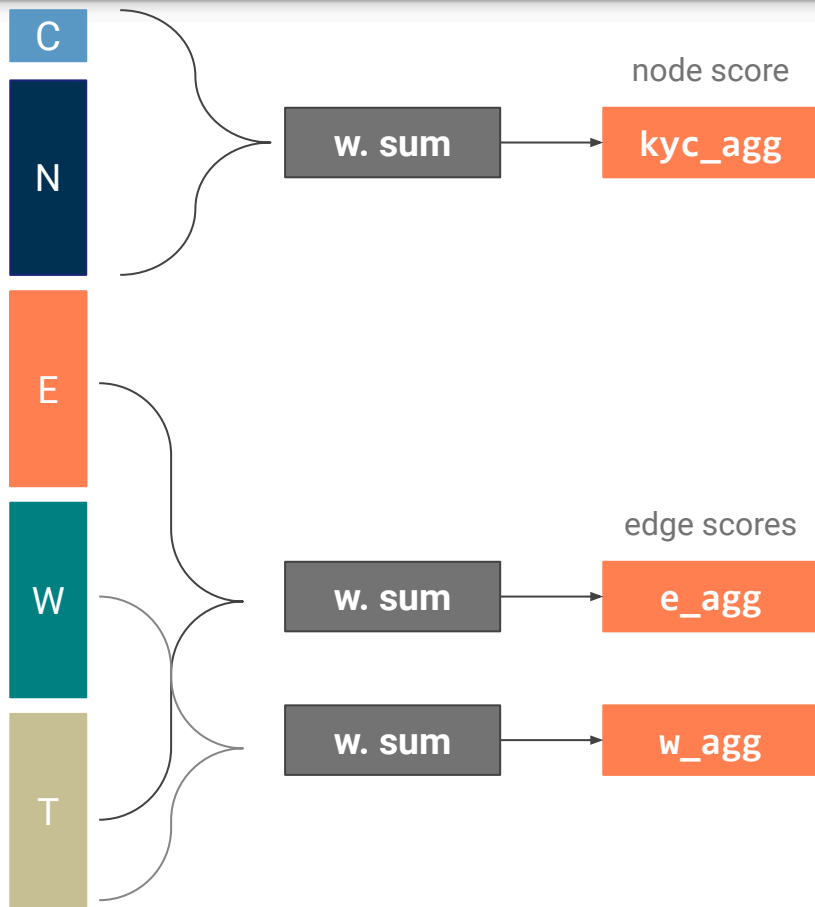 C
node score
N
w. sum
kyc_agg
E
edge scores
W
w. sum
e_agg
w. sum
w_agg
T